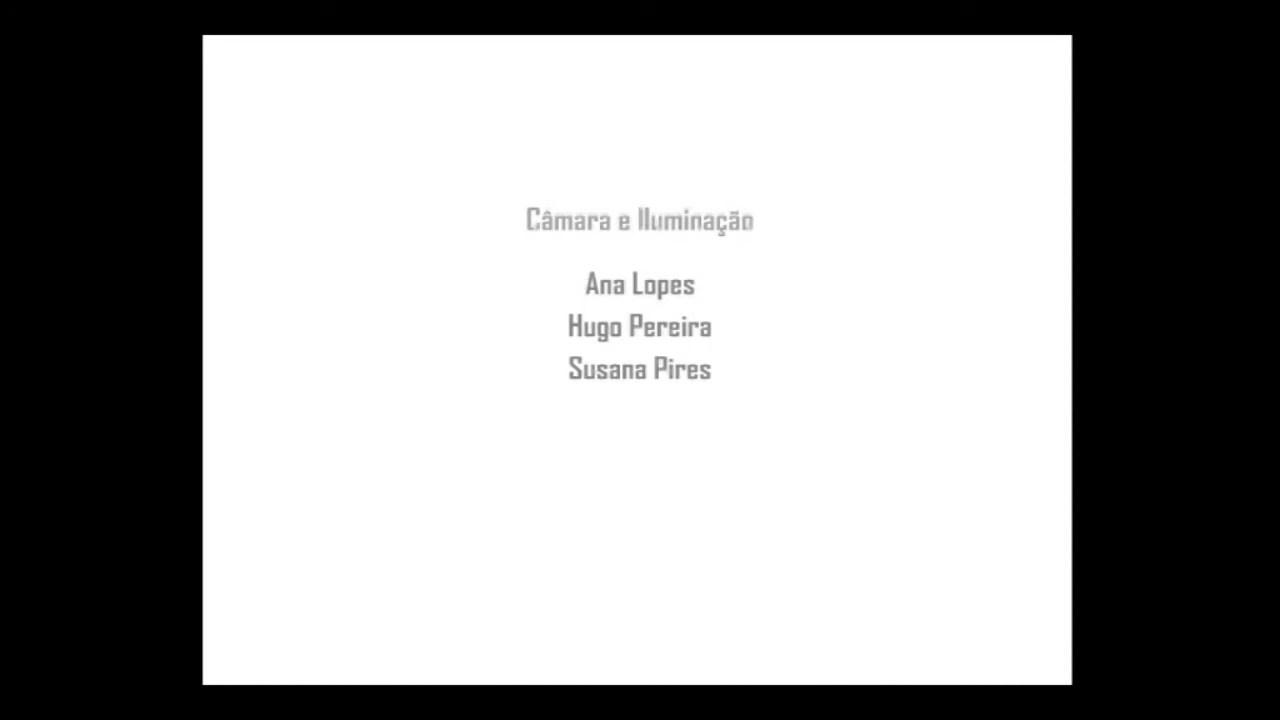 Câmara e Iluminação
Ana Lopes
Hugo Pereira
Susana Pires